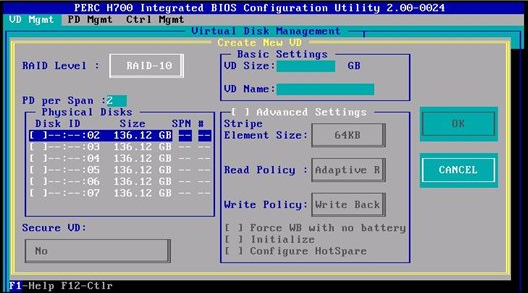 PERC H700 Integrated BIOS Configuration Utility 2.00-0024
VD Mgmt PD Mgmt Ctrl Mgmt
Virtual Disk Management
Create New VD
RAID Level : RAID-10
Basic Settings
VD Size: GB
VD Name:
PD per Span :2
Physical Disks
Disk ID Size SPN #
[ ]--:--:02 136.12 GB -- --
[ ]--:--:03 136.12 GB -- --
[ ]--:--:04 136.12 GB -- --
[ ]--:--:05 136.12 GB -- --
[ ]--:--:06 136.12 GB -- --
[ ]--:--:07 136.12 GB -- --
[ ] Advanced Settings
Stripe
Element Size: 64KB
Read Policy : Adaptive R
Write Policy: Write Back
[ ] Force WB with no battery
[ ] Initialize
[ ] Configure HotSpare
OK
CANCEL
Secure VD:
No
F1-Help F12-Ctlr